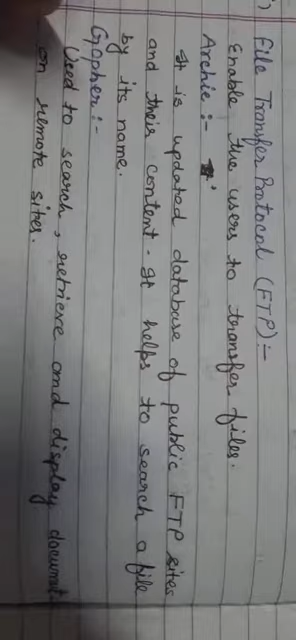 File Transfer Protocol (FTP):-
Enable the users to transfer files.
Archie :-
It is updated database of public FTP sites
and their content. It helps to search a file
by its name.
Gopher:-
Used to search, retrieve and display document
on remote sites.